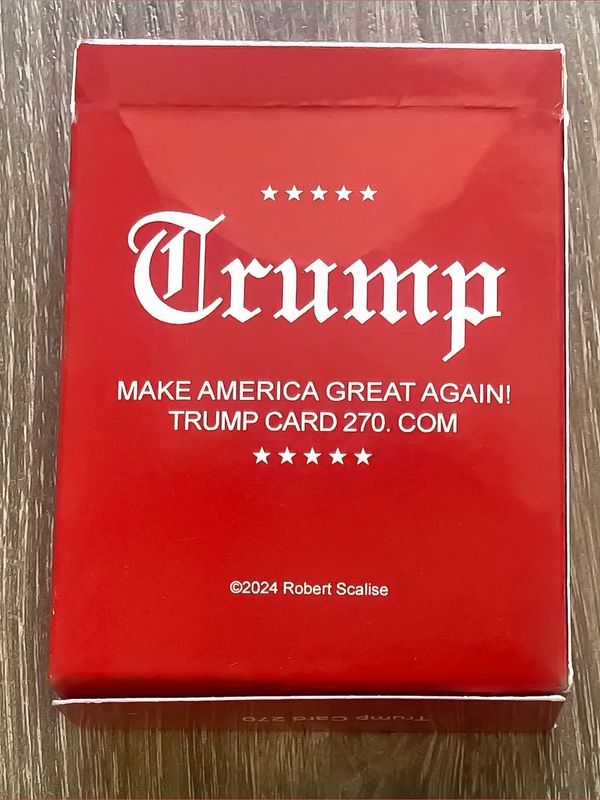 ★★★★★
Trump
MAKE AMERICA GREAT AGAIN!
TRUMP CARD 270. COM
★★★★★
©2024 Robert Scalise
Trump Card 270